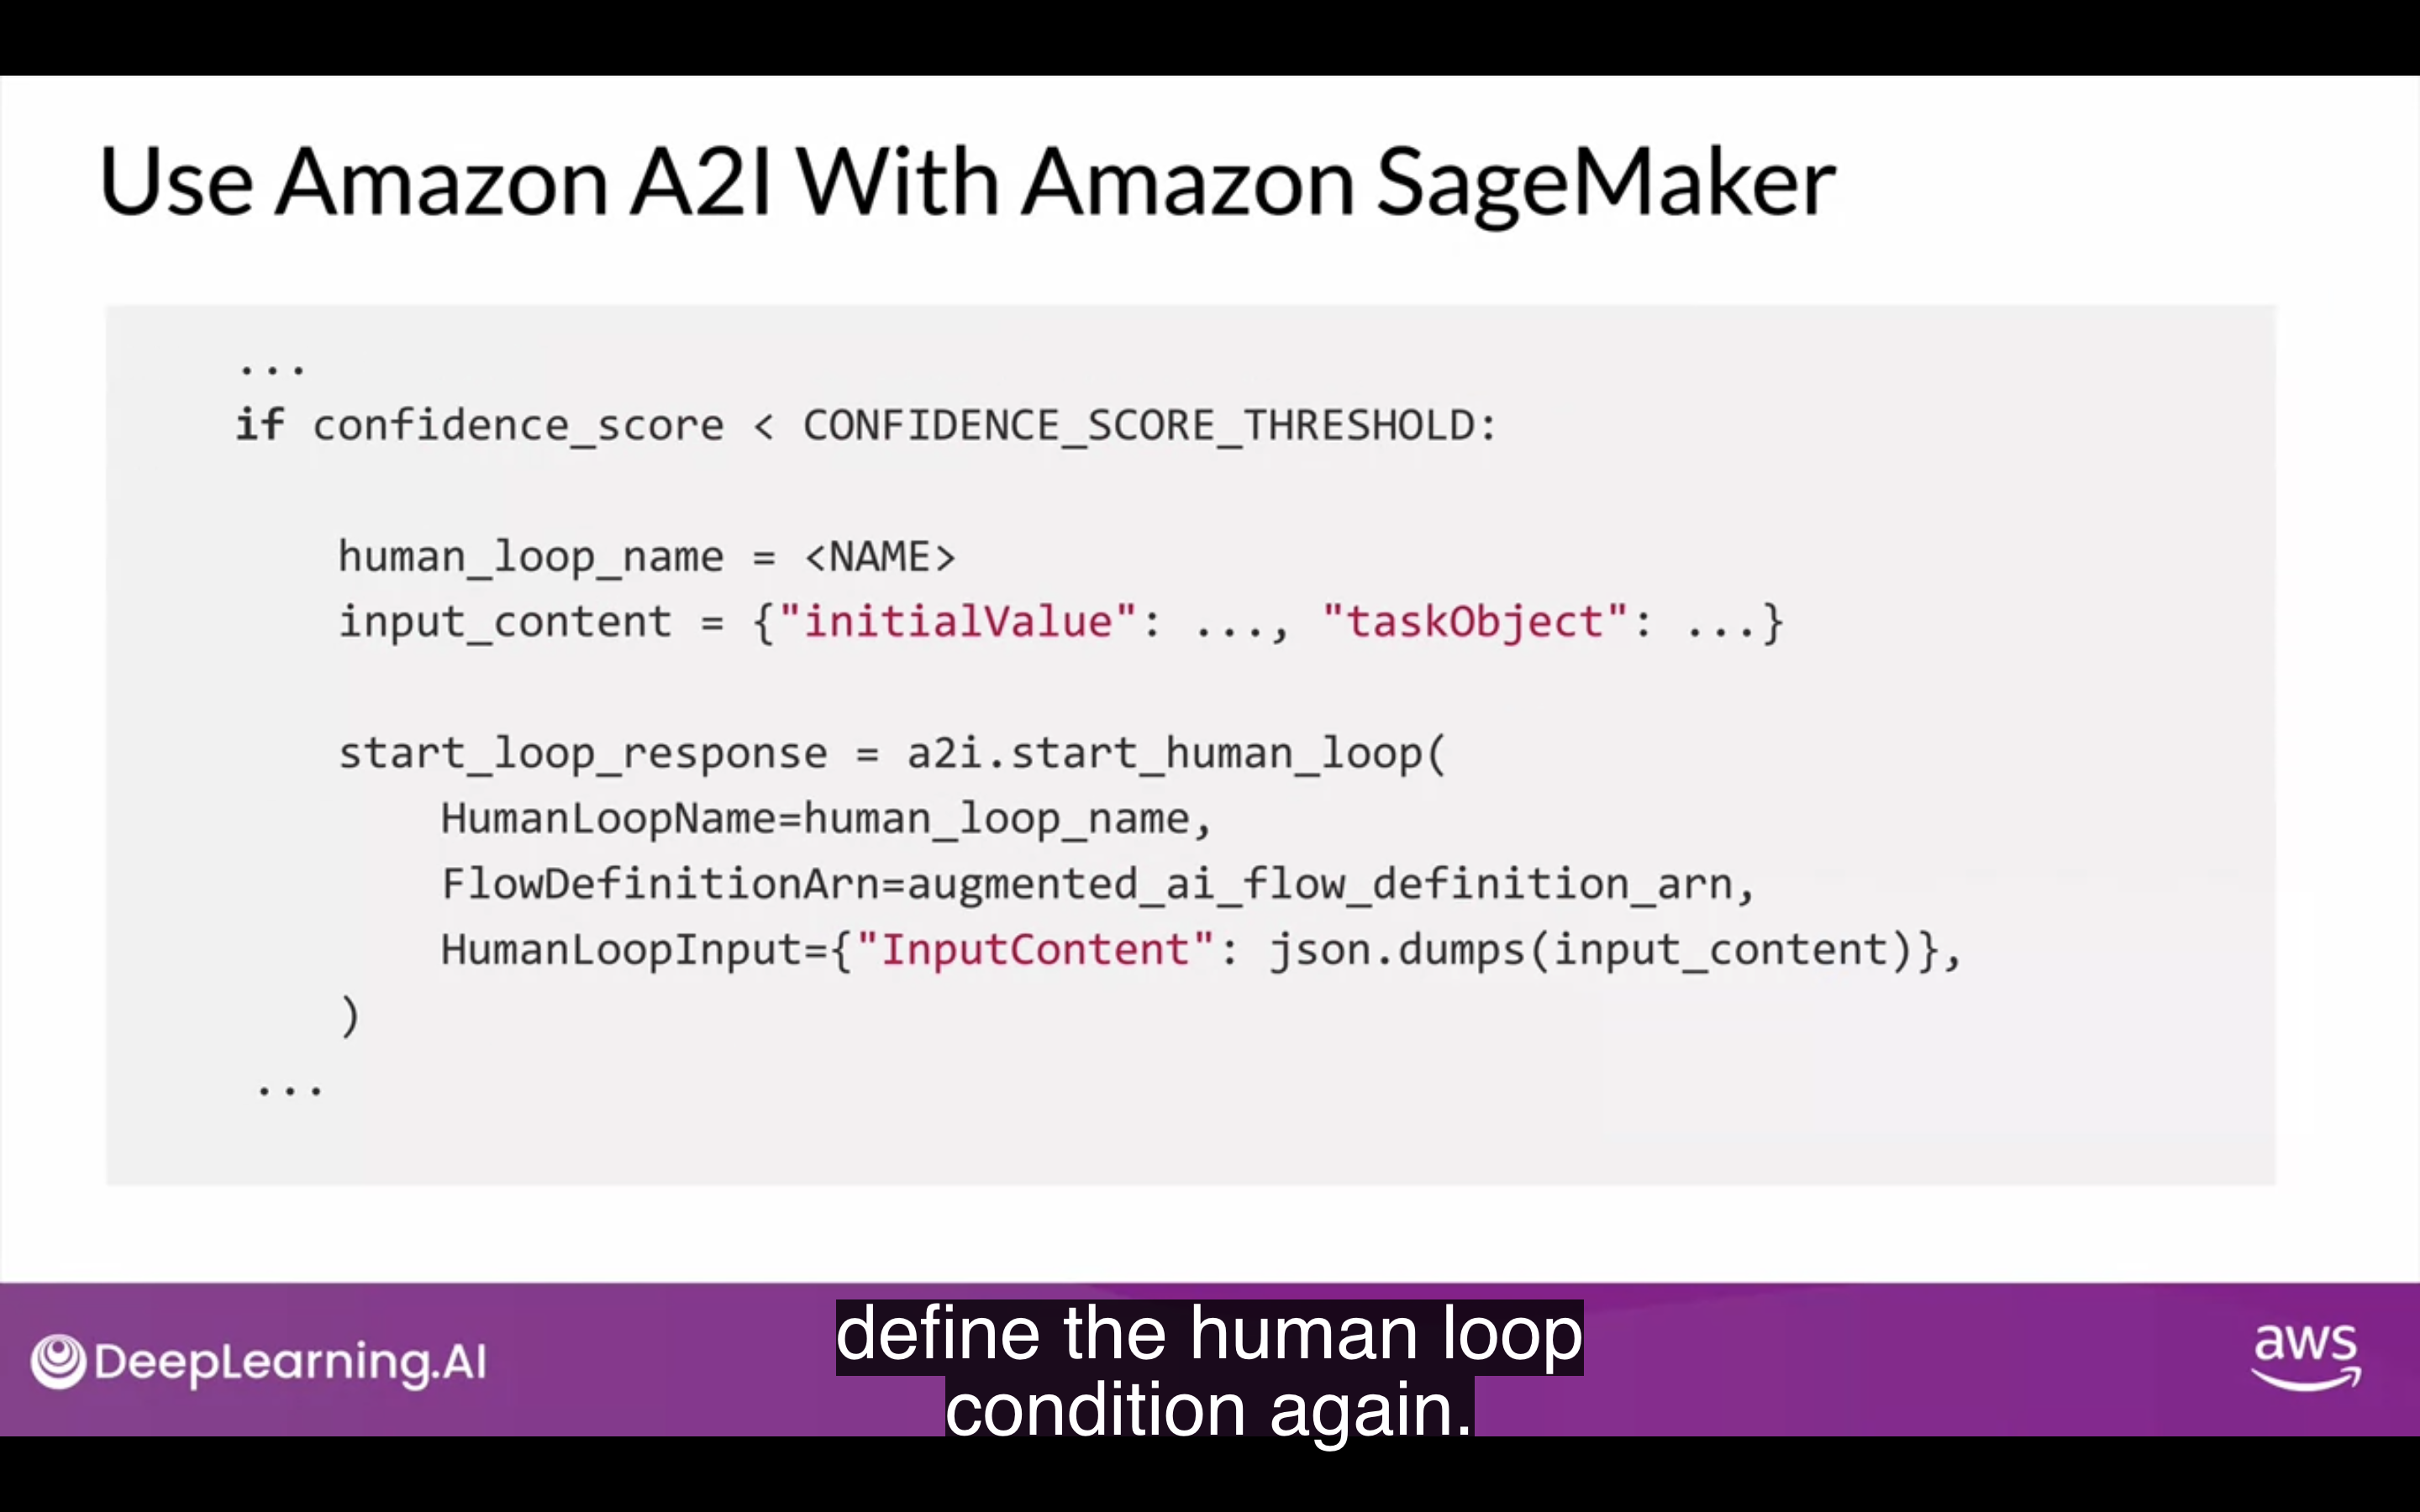 Use Amazon A2I With Amazon SageMaker
...
if confidence_score < CONFIDENCE_SCORE_THRESHOLD:
human_loop_name = <NAME>
input_content = {"initialValue": ..., "taskObject": ...}
start_loop_response = a2i.start_human_loop(
HumanLoopName=human_loop_name,
FlowDefinitionArn=augmented_ai_flow_definition_arn,
HumanLoopInput={"InputContent": json.dumps(input_content)},
)
...
DeepLearning.AI
define the human loop
condition again.
aws